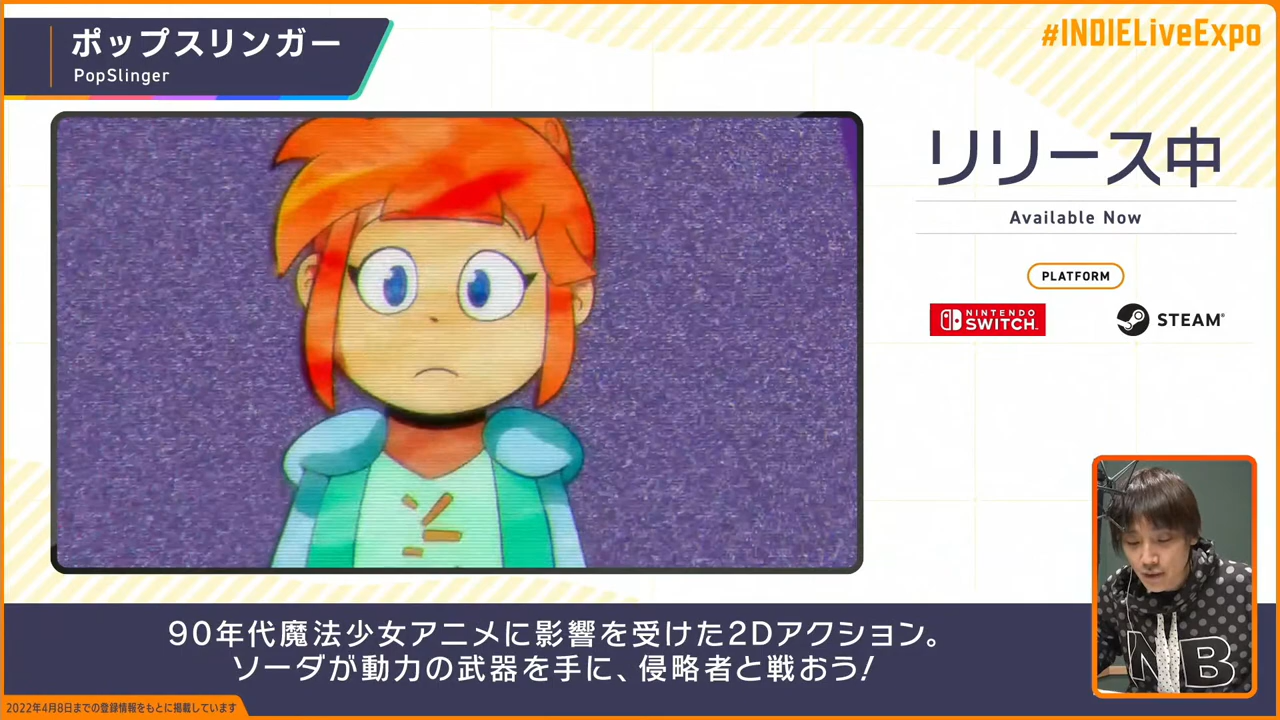 ポップスリンガー
PopSlinger
#INDIELiveExpo
リリース中
Available Now
PLATFORM
NINTENDO
SWITCH
STEAM®
90年代魔法少女アニメに影響を受けた2Dアクション。
ソーダが動力の武器を手に、侵略者と戦おう!
NB
2022年4月8日までの登録情報をもとに掲載しています